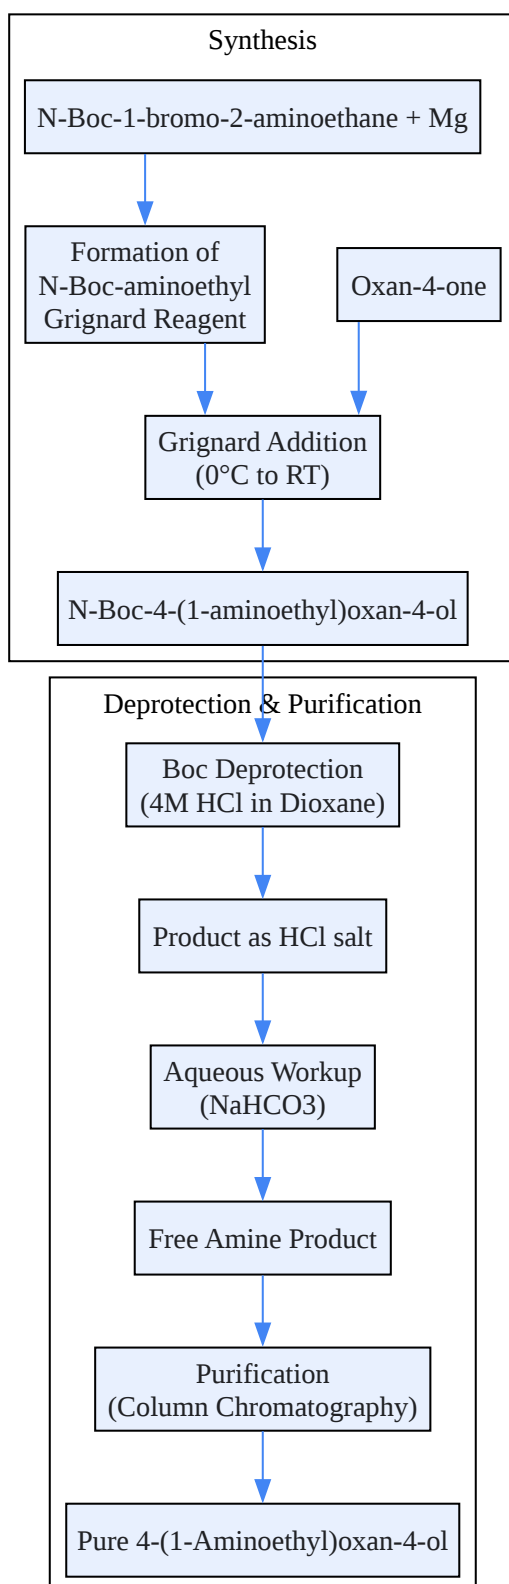 Synthesis
N-Boc-1-bromo-2-aminoethane + Mg
Formation of
N-Boc-aminoethyl
Grignard Reagent
Oxan-4-one
Grignard Addition
(0°C to RT)
N-Boc-4-(1-aminoethyl)oxan-4-ol
Deprotection & Purification
Boc Deprotection
(4M HCl in Dioxane)
Product as HCl salt
Aqueous Workup
(NaHCO3)
Free Amine Product
Purification
(Column Chromatography)
Pure 4-(1-Aminoethyl)oxan-4-ol